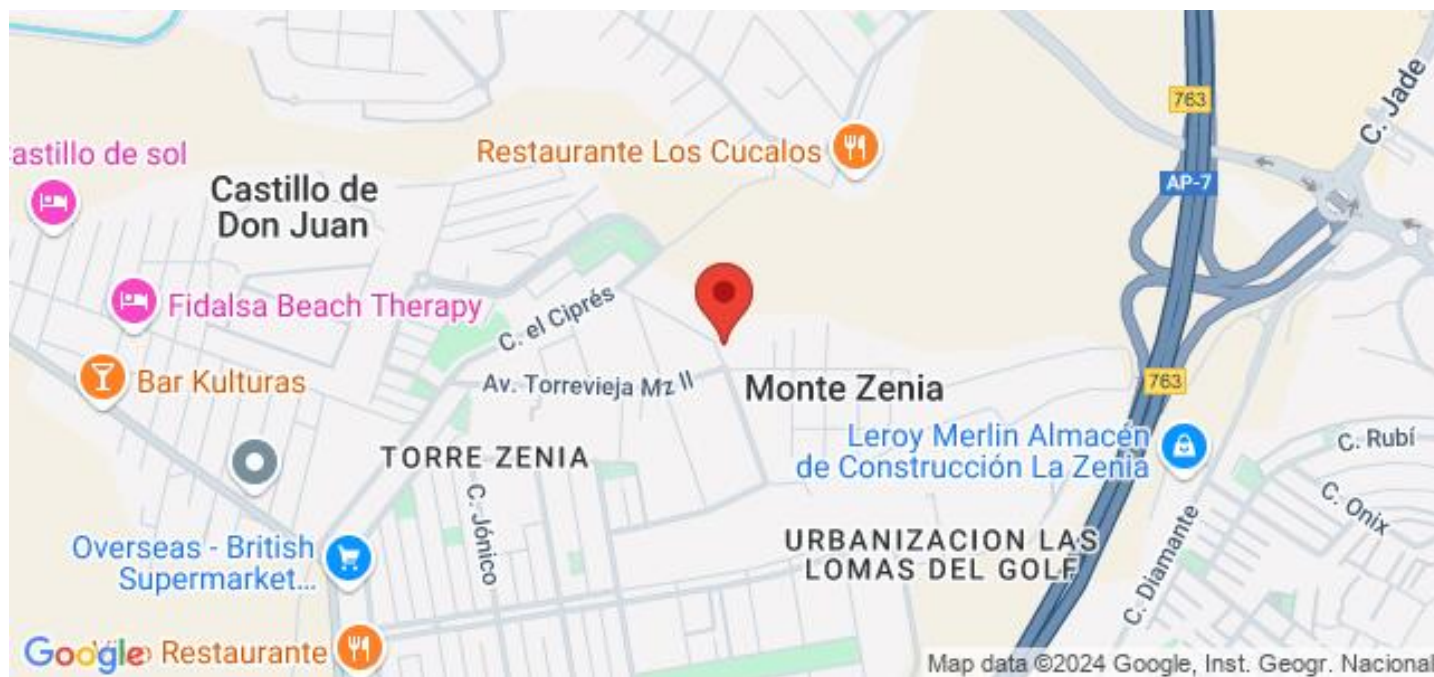 763
C. Jade
Restaurante Los Cucalos
astillo de sol
AP-7
Castillo de
Don Juan
Fidalsa Beach Therapy
C. el Ciprés
Bar Kulturas
Av. Torrevieja Mz II
Monte Zenia
763
Leroy Merlin Almacén
de Construcción La Zenia
C. Rubí
TORRE ZENIA
C. Jónico
C. Onix
Overseas - British
Supermarket...
URBANIZACION LAS
LOMAS DEL GOLF
C. Diamante
Google
Restaurante
Map data ©2024 Google, Inst. Geogr. Nacional